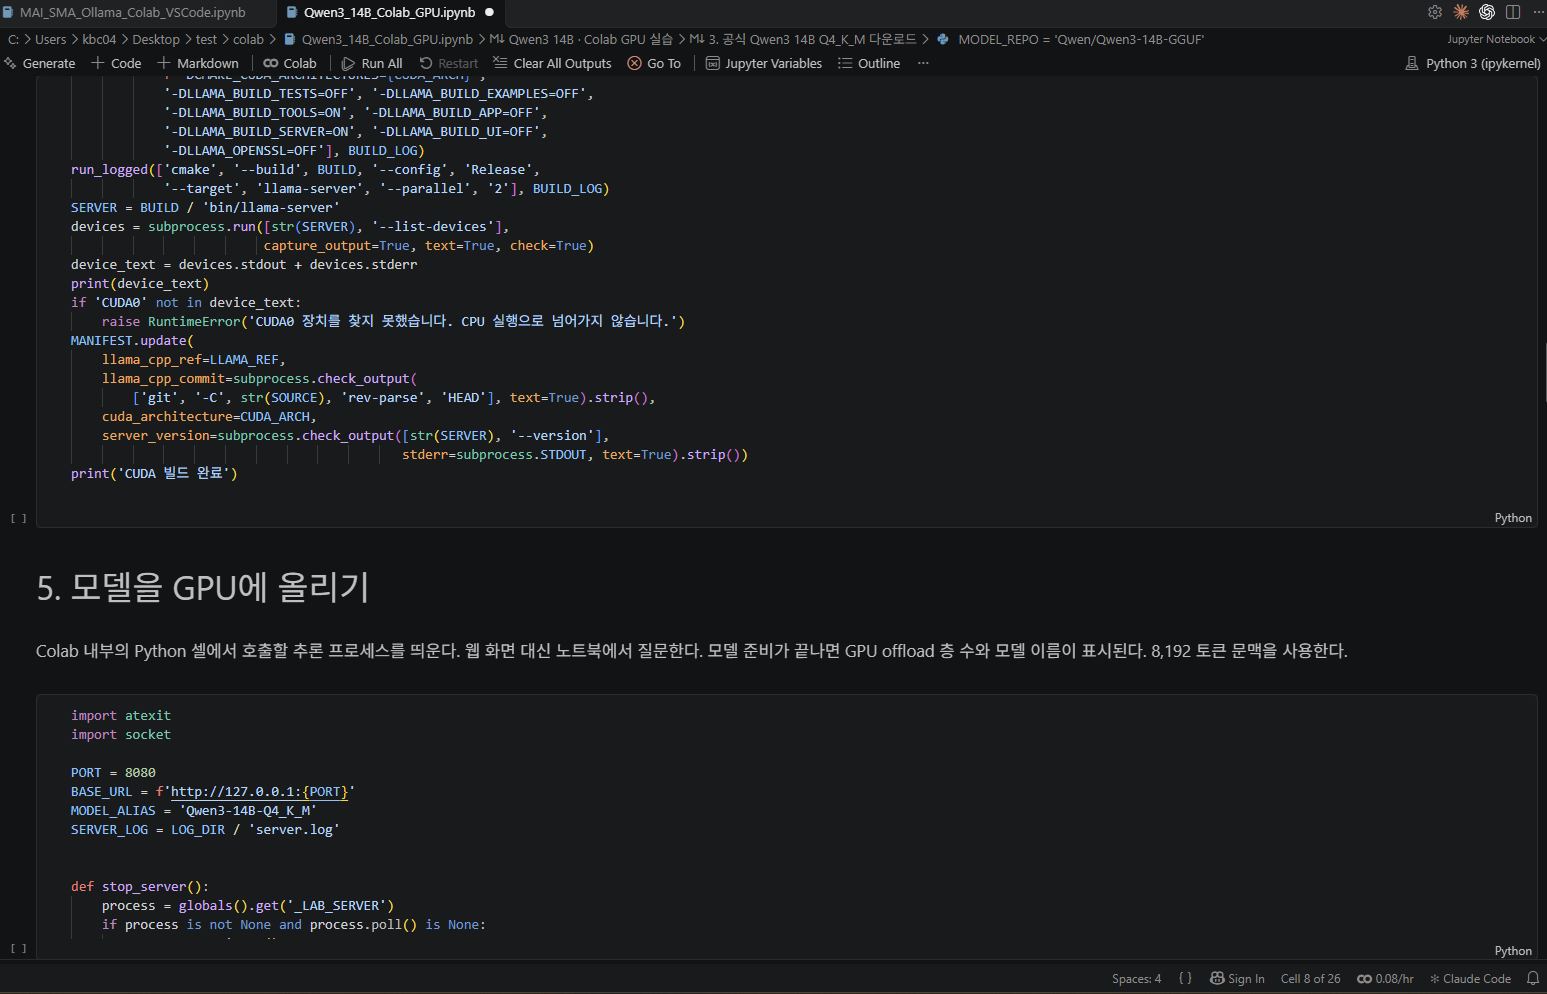 MAI_SMA_Ollama_Colab_VSCode.ipynb
Qwen3_14B_Colab_GPU.ipynb
C: > Users > kbc04 > Desktop > test > colab > Qwen3_14B_Colab_GPU.ipynb > M↓ Qwen3 14B · Colab GPU 실습 > M↓ 3. 공식 Qwen3 14B Q4_K_M 다운로드 > MODEL_REPO = 'Qwen/Qwen3-14B-GGUF'
Jupyter Notebook
Generate + Code + Markdown Colab Run All Restart Clear All Outputs Go To Jupyter Variables Outline ···
Python 3 (ipykernel)
f'-DCMAKE_CUDA_ARCHITECTURES={CUDA_ARCH}',
'-DLLAMA_BUILD_TESTS=OFF', '-DLLAMA_BUILD_EXAMPLES=OFF',
'-DLLAMA_BUILD_TOOLS=ON', '-DLLAMA_BUILD_APP=OFF',
'-DLLAMA_BUILD_SERVER=ON', '-DLLAMA_BUILD_UI=OFF',
'-DLLAMA_OPENSSL=OFF'], BUILD_LOG)
run_logged(['cmake', '--build', BUILD, '--config', 'Release',
'--target', 'llama-server', '--parallel', '2'], BUILD_LOG)
SERVER = BUILD / 'bin/llama-server'
devices = subprocess.run([str(SERVER), '--list-devices'],
capture_output=True, text=True, check=True)
device_text = devices.stdout + devices.stderr
print(device_text)
if 'CUDA0' not in device_text:
raise RuntimeError('CUDA0 장치를 찾지 못했습니다. CPU 실행으로 넘어가지 않습니다.')
MANIFEST.update(
llama_cpp_ref=LLAMA_REF,
llama_cpp_commit=subprocess.check_output(
['git', '-C', str(SOURCE), 'rev-parse', 'HEAD'], text=True).strip(),
cuda_architecture=CUDA_ARCH,
server_version=subprocess.check_output([str(SERVER), '--version'],
stderr=subprocess.STDOUT, text=True).strip())
print('CUDA 빌드 완료')
[ ]
Python
5. 모델을 GPU에 올리기
Colab 내부의 Python 셀에서 호출할 추론 프로세스를 띄운다. 웹 화면 대신 노트북에서 질문한다. 모델 준비가 끝나면 GPU offload 층 수와 모델 이름이 표시된다. 8,192 토큰 문맥을 사용한다.
import atexit
import socket
PORT = 8080
BASE_URL = f'http://127.0.0.1:{PORT}'
MODEL_ALIAS = 'Qwen3-14B-Q4_K_M'
SERVER_LOG = LOG_DIR / 'server.log'
def stop_server():
process = globals().get('_LAB_SERVER')
if process is not None and process.poll() is None:
[ ]
Python
Spaces: 4 { } Sign In Cell 8 of 26 0.08/hr Claude Code